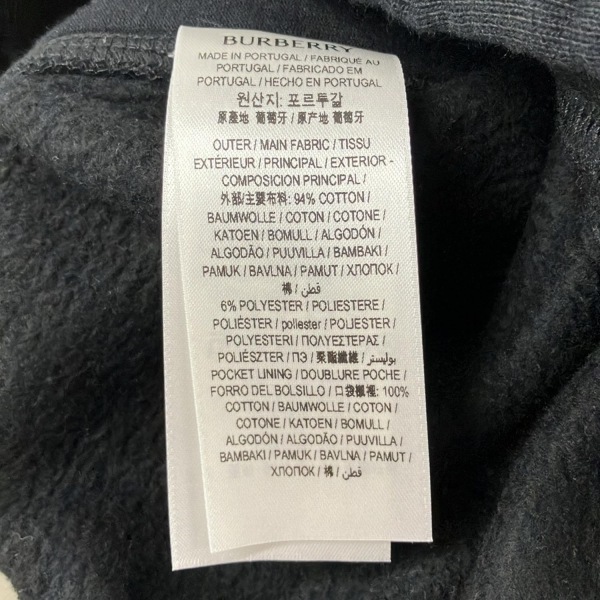 BURBERRY
MADE IN PORTUGAL / FABRIQUÉ AU
PORTUGAL / FABRICADO EM
PORTUGAL / HECHO EN PORTUGAL
원산지: 포르투갈
原產地 葡萄牙 / 原产地 葡萄牙
OUTER / MAIN FABRIC / TISSU
EXTÉRIEUR / PRINCIPAL / EXTERIOR -
COMPOSICION PRINCIPAL /
外部/主要布料: 94% COTTON /
BAUMWOLLE / COTON / COTONE /
KATOEN / BOMULL / ALGODÓN /
ALGODÃO / PUUVILLA / BAMBAKI /
PAMUK / BAVLNA / PAMUT / ХЛОПОК /
棉 / قطن
6% POLYESTER / POLIESTERE /
POLIÉSTER / poliester / POLIESTER /
POLYESTERI / ΠΟΛΥΕΣΤΕΡΑΣ /
POLIÉSZTER / ПЭ / 聚酯纖維 / بوليستر
POCKET LINING / DOUBLURE POCHE /
FORRO DEL BOLSILLO / 口袋襯裡: 100%
COTTON / BAUMWOLLE / COTON /
COTONE / KATOEN / BOMULL /
ALGODÓN / ALGODÃO / PUUVILLA /
BAMBAKI / PAMUK / BAVLNA / PAMUT /
ХЛОПОК / 棉 / قطن